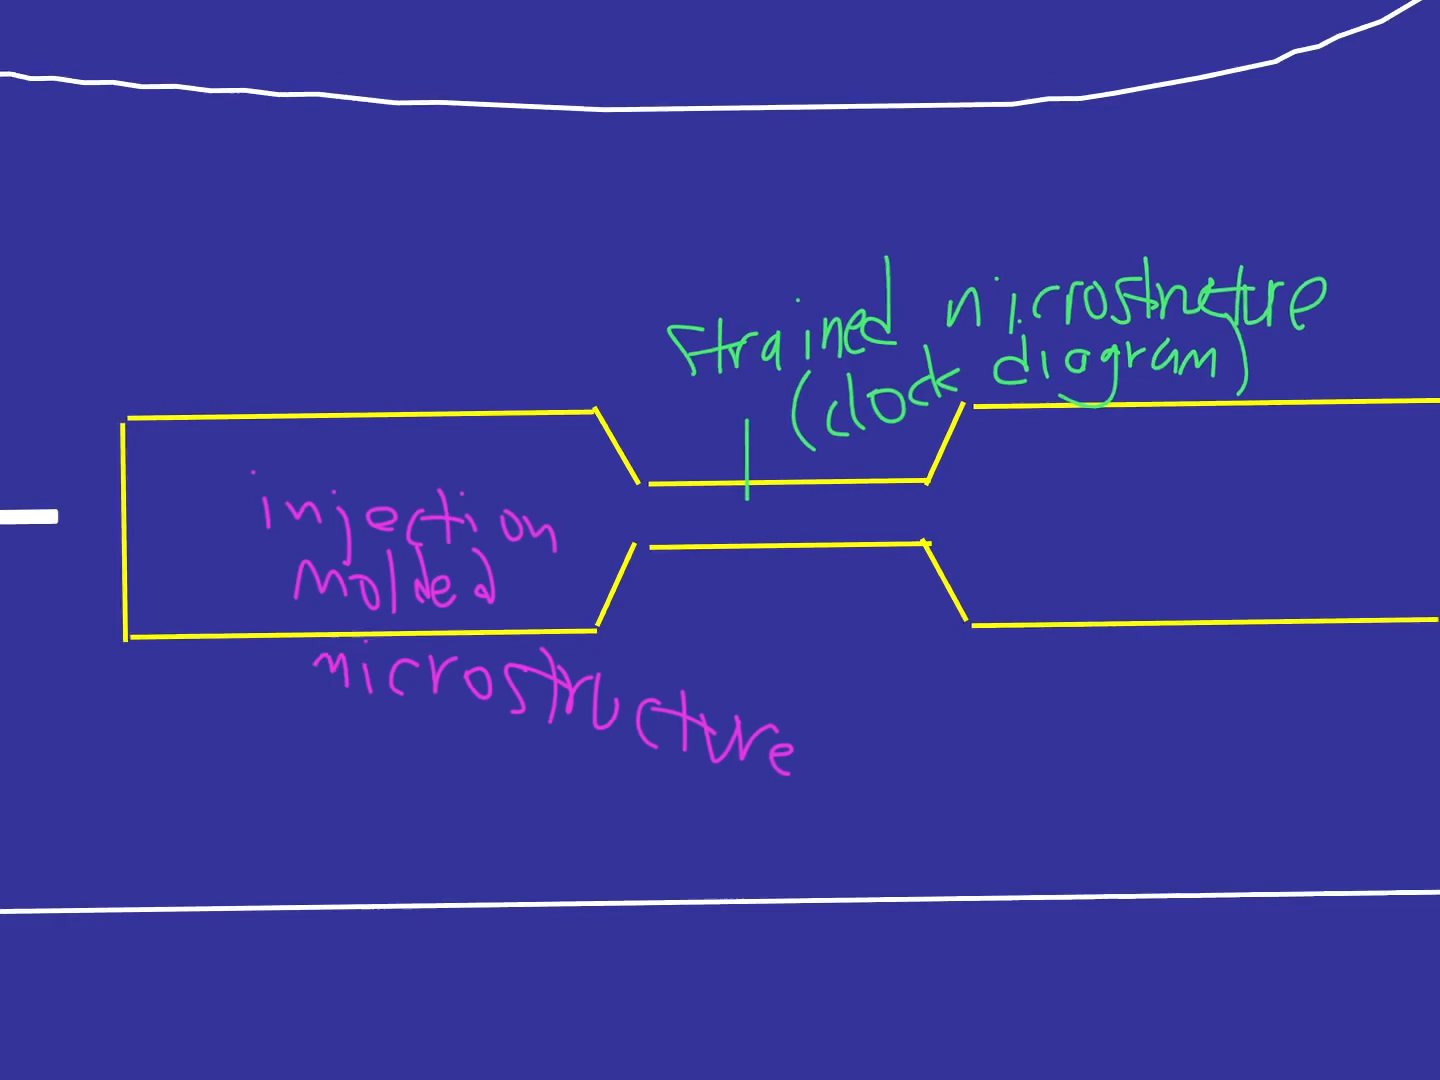 strained microstructure
(clock diagram)
injection
molded
microstructure